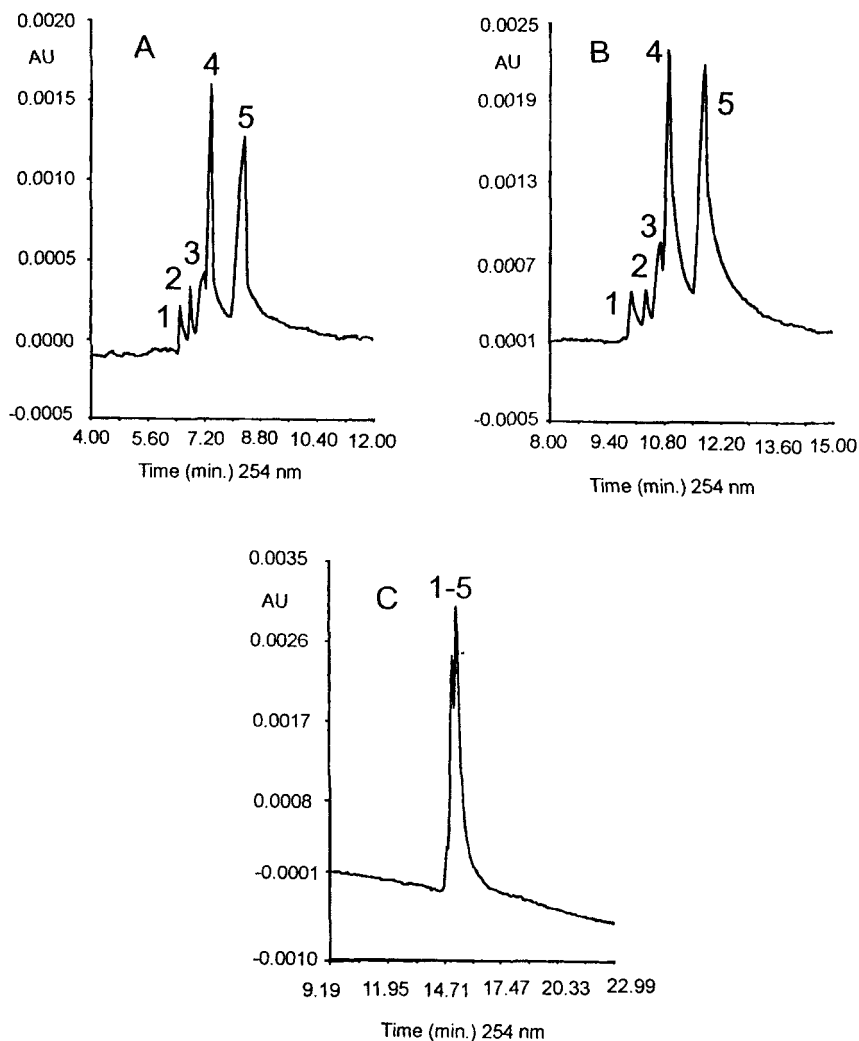 0.0020
AU
A
4
0.0015
5
0.0010
3
0.0005
2
1
0.0000
-0.0005
4.00 5.60 7.20 8.80 10.40 12.00
Time (min.) 254 nm
0.0025
AU
B
4
0.0019
5
0.0013
3
0.0007
2
1
0.0001
-0.0005
8.00 9.40 10.80 12.20 13.60 15.00
Time (min.) 254 nm
0.0035
AU
C
1-5
0.0026
0.0017
0.0008
-0.0001
-0.0010
9.19 11.95 14.71 17.47 20.33 22.99
Time (min.) 254 nm